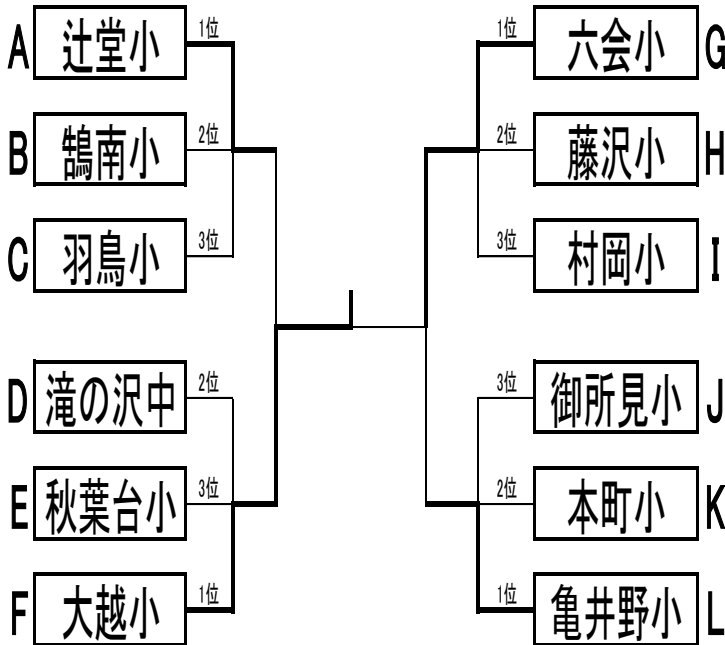 A 辻堂小 1位
B 鵠南小 2位
C 羽鳥小 3位
D 滝の沢中 2位
E 秋葉台小 3位
F 大越小 1位
1位 六会小 G
2位 藤沢小 H
3位 村岡小 I
3位 御所見小 J
2位 本町小 K
1位 亀井野小 L